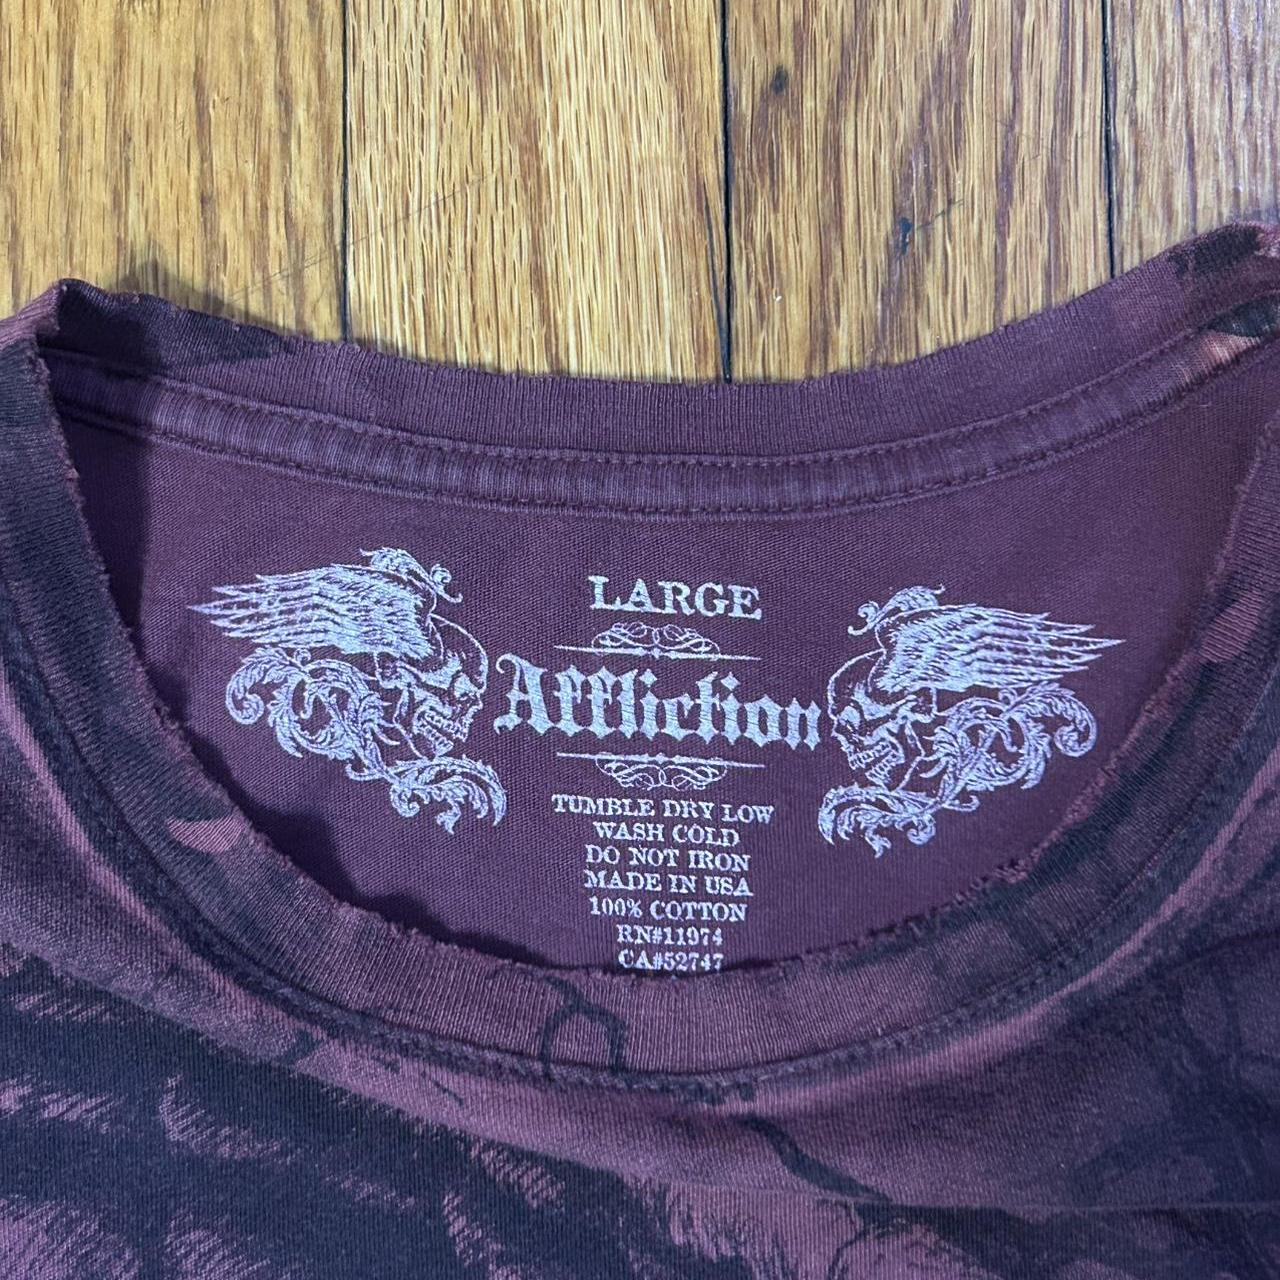 LARGE
Affliction
TUMBLE DRY LOW
WASH COLD
DO NOT IRON
MADE IN USA
100% COTTON
RN#11974
CA#52747